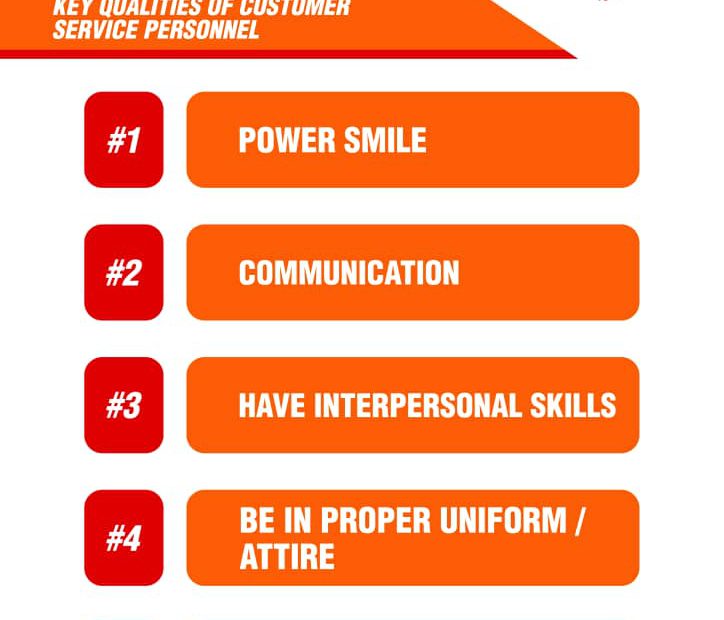 KEY QUALITIES OF CUSTOMER
SERVICE PERSONNEL
#1
POWER SMILE
#2
COMMUNICATION
#3
HAVE INTERPERSONAL SKILLS
#4
BE IN PROPER UNIFORM /
ATTIRE